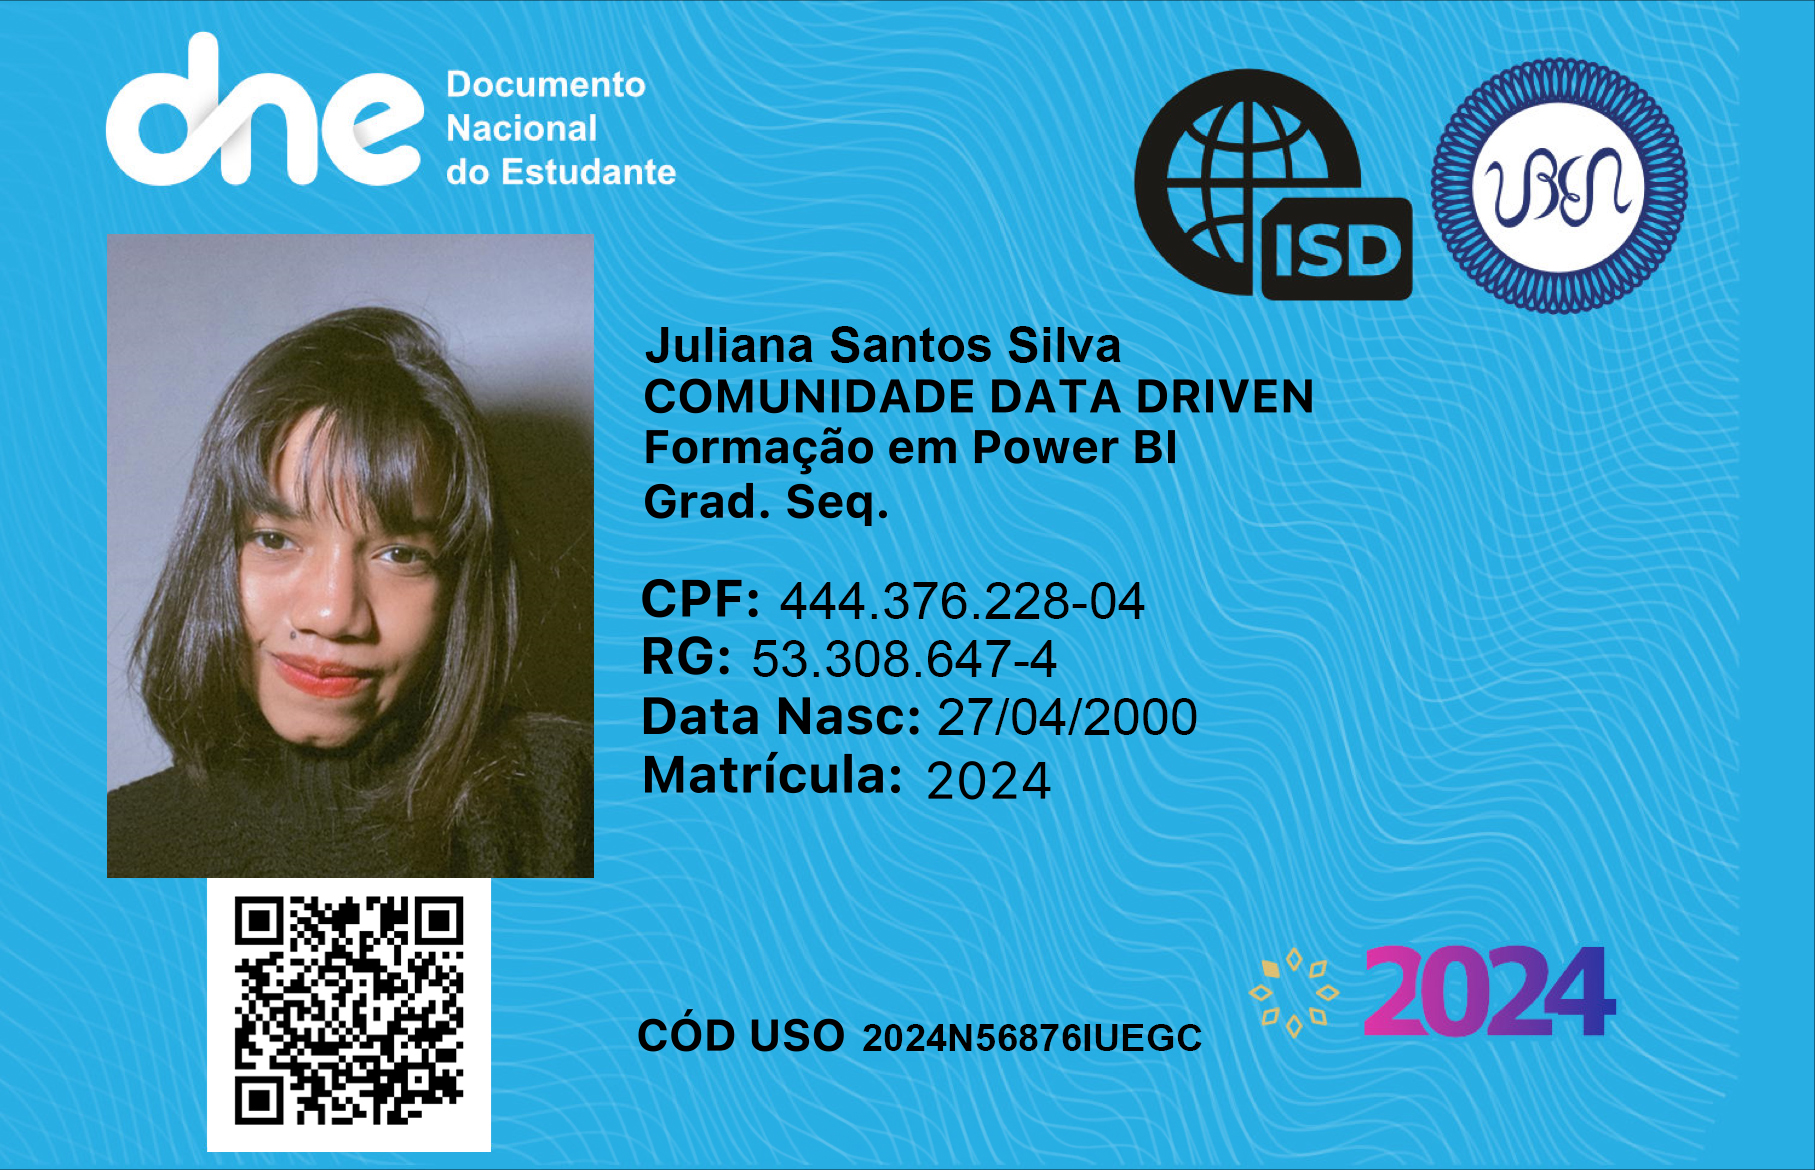 dne
Documento
Nacional
do Estudante
ISD
UBEN
Juliana Santos Silva
COMUNIDADE DATA DRIVEN
Formação em Power BI
Grad. Seq.
CPF: 444.376.228-04
RG: 53.308.647-4
Data Nasc: 27/04/2000
Matrícula: 2024
CÓD USO 2024N56876IUEGC
2024